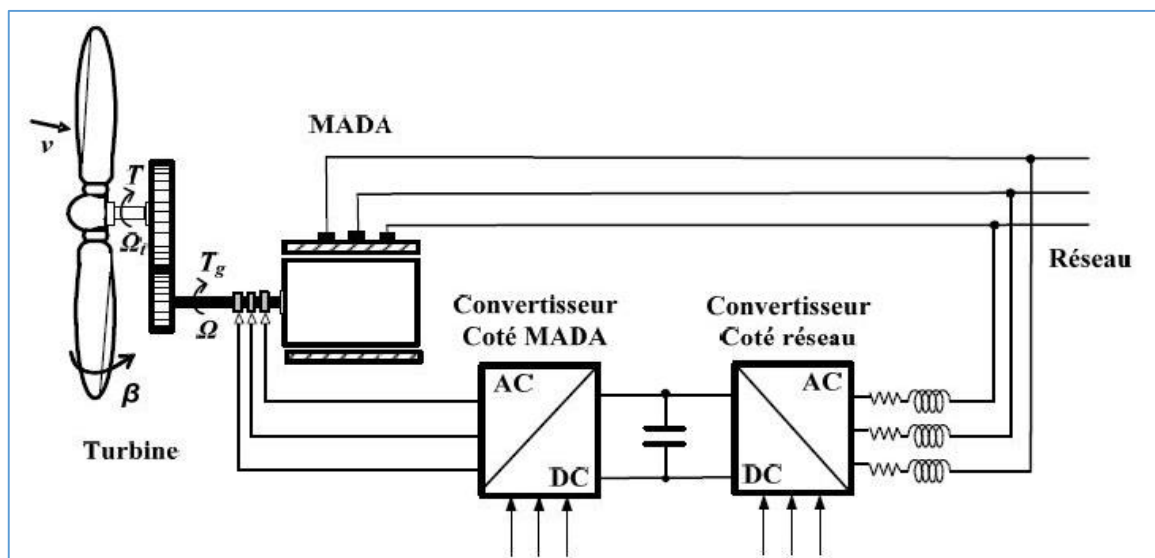 MADA
v
T
Ωt
Tg
Ω
β
Turbine
Réseau
Convertisseur
Coté MADA
Convertisseur
Coté réseau
AC
DC
AC
DC